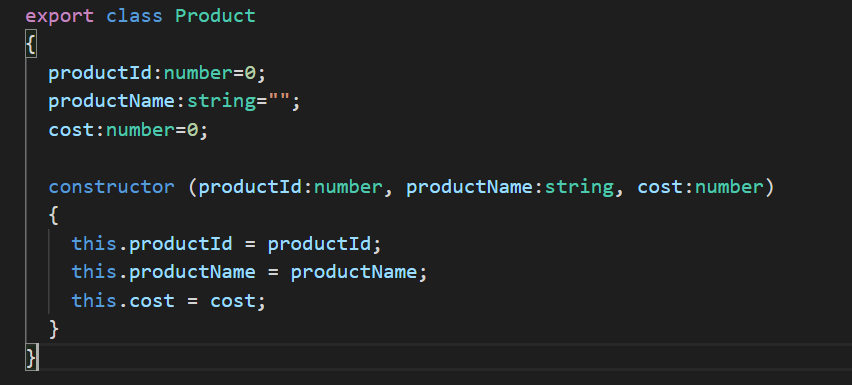 export class Product
{
productId:number=0;
productName:string="";
cost:number=0;
constructor (productId:number, productName:string, cost:number)
{
this.productId = productId;
this.productName = productName;
this.cost = cost;
}
}